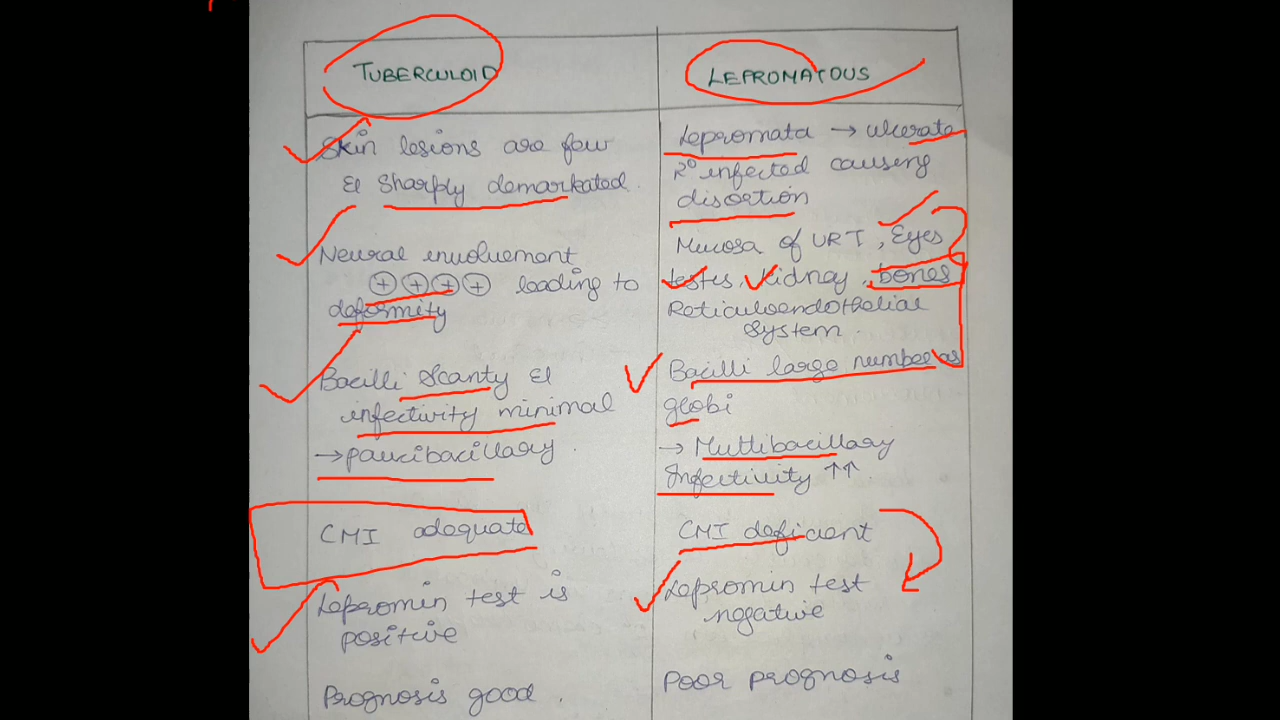 TUBERCULOID
Skin lesions are few
& Sharply demarkated.
Neural involvement
⊕⊕⊕⊕ leading to
deformity
Bacilli Scanty &
infectivity minimal
→ paucibacillary.
CMI adequate
Lepromin test is
positive
Prognosis good.
LEPROMATOUS
Lepromata → ulcerate
2° infected causing
distortion
Mucosa of URT, Eyes
testes, kidney, bones
Reticuloendothelial
System.
Bacilli large number as
globi
→ Multibacillary
Infectivity ↑↑
CMI deficient
Lepromin test
negative
Poor prognosis